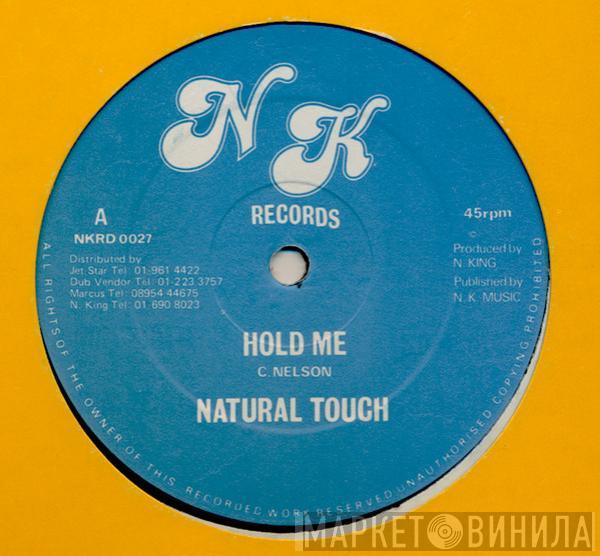 NK
RECORDS
A
NKRD 0027
45rpm
Distributed by
Jet Star Tel: 01-961 4422
Dub Vendor Tel: 01-223 3757
Marcus Tel: 08954 44675
N. King Tel: 01 690 8023
Produced by
N. KING
Published by
N.K. MUSIC
HOLD ME
C. NELSON
NATURAL TOUCH
ALL RIGHTS OF THE OWNER OF THIS RECORDED WORK RESERVED UNAUTHORISED COPYING PROHIBITED
МАРКЕТ ВИНИЛА